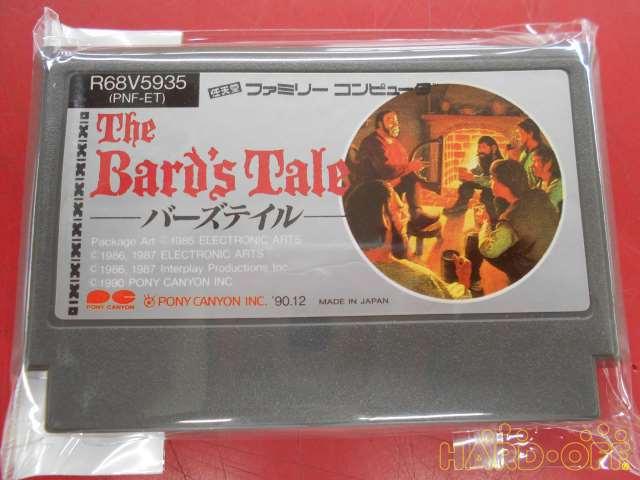 R68V5935
(PNF-ET)
任天堂 ファミリー コンピュータ
The
Bard's Tale
バーズテイル
Package Art © 1985 ELECTRONIC ARTS
© 1986, 1987 ELECTRONIC ARTS
© 1986, 1987 Interplay Productions Inc.
© 1990 PONY CANYON INC.
PONY CANYON
PONY CANYON INC. '90.12
MADE IN JAPAN
HARD·OFF